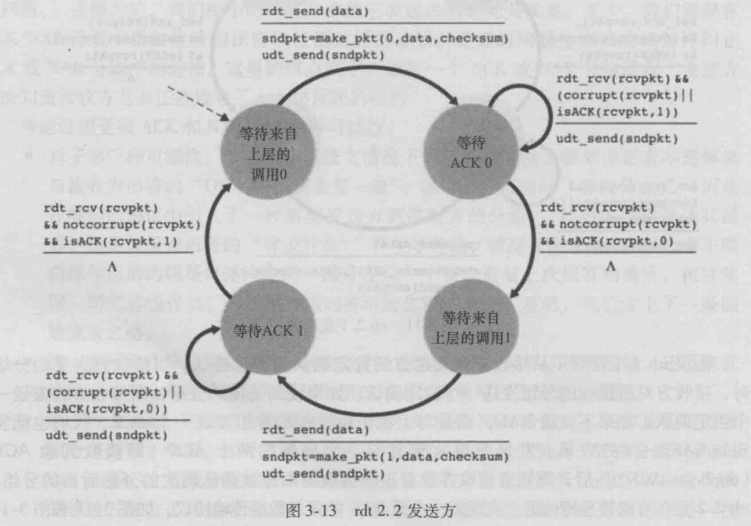 rdt_send(data)
sndpkt=make_pkt(0,data,checksum)
udt_send(sndpkt)
rdt_rcv(rcvpkt)&&
(corrupt(rcvpkt)||
isACK(rcvpkt,1))
udt_send(sndpkt)
等待来自
上层的
调用0
等待
ACK 0
rdt_rcv(rcvpkt)
&& notcorrupt(rcvpkt)
&& isACK(rcvpkt,1)
Λ
rdt_rcv(rcvpkt)
&& notcorrupt(rcvpkt)
&& isACK(rcvpkt,0)
Λ
等待ACK 1
等待来自
上层的调用1
rdt_rcv(rcvpkt)&&
(corrupt(rcvpkt)||
isACK(rcvpkt,0))
udt_send(sndpkt)
rdt_send(data)
sndpkt=make_pkt(1,data,checksum)
udt_send(sndpkt)
图 3-13 rdt 2.2 发送方